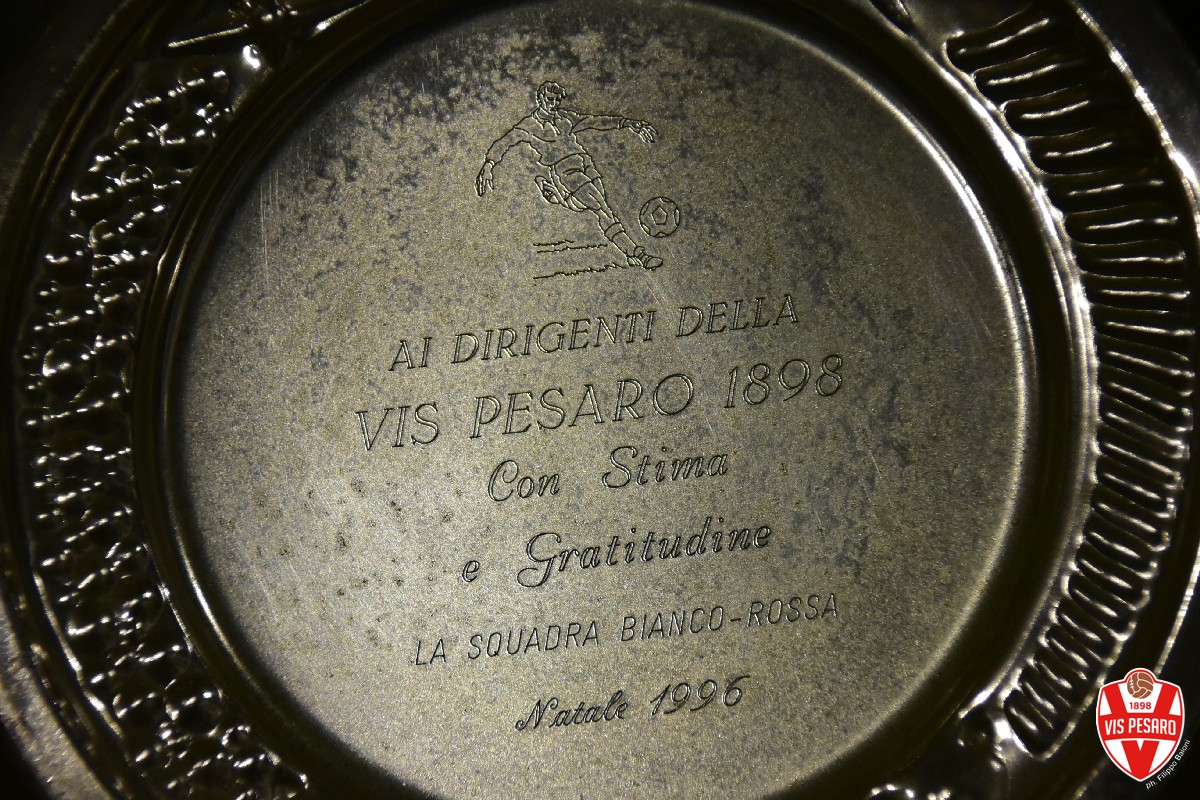 AI DIRIGENTI DELLA
VIS PESARO 1898
Con Stima
e Gratitudine
LA SQUADRA BIANCO-ROSSA
Natale 1996
1898
VIS PESARO
ph. Filippo Baioni